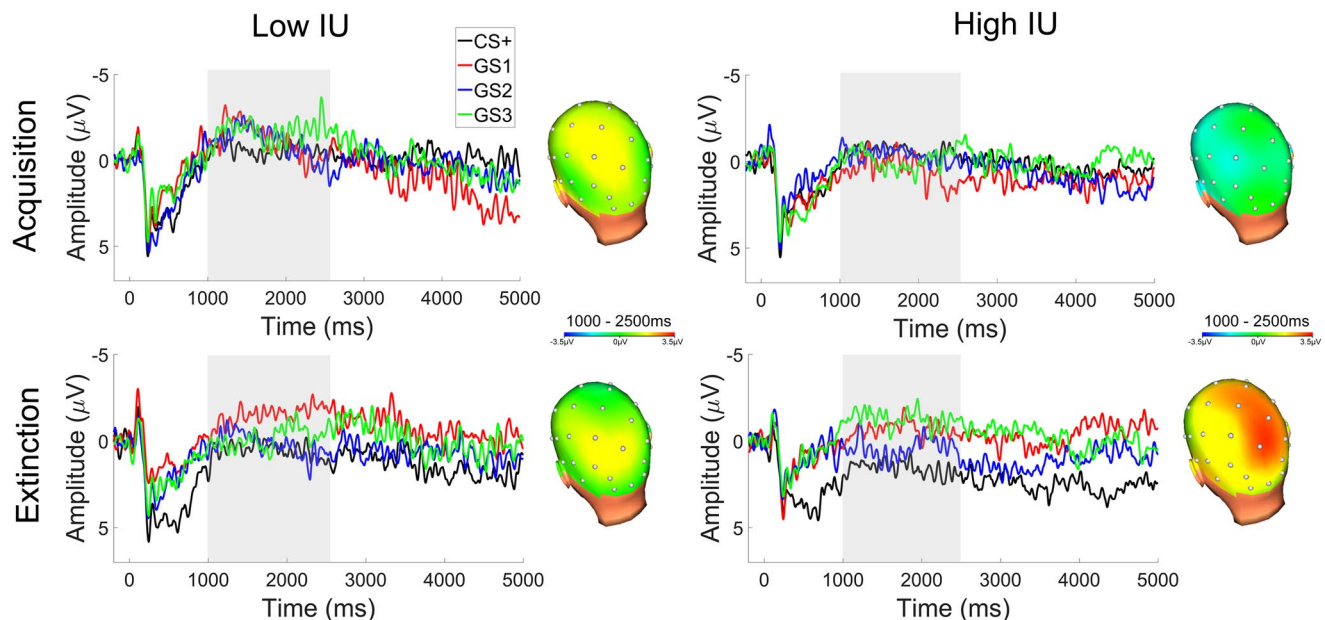 Low IU
High IU
CS+
GS1
GS2
GS3
Acquisition
Amplitude (µV)
-5
0
5
0 1000 2000 3000 4000 5000
Time (ms)
Amplitude (µV)
-5
0
5
0 1000 2000 3000 4000 5000
Time (ms)
1000 - 2500ms
-3.5µV 0µV 3.5µV
1000 - 2500ms
-3.5µV 0µV 3.5µV
Extinction
Amplitude (µV)
-5
0
5
0 1000 2000 3000 4000 5000
Time (ms)
Amplitude (µV)
-5
0
5
0 1000 2000 3000 4000 5000
Time (ms)